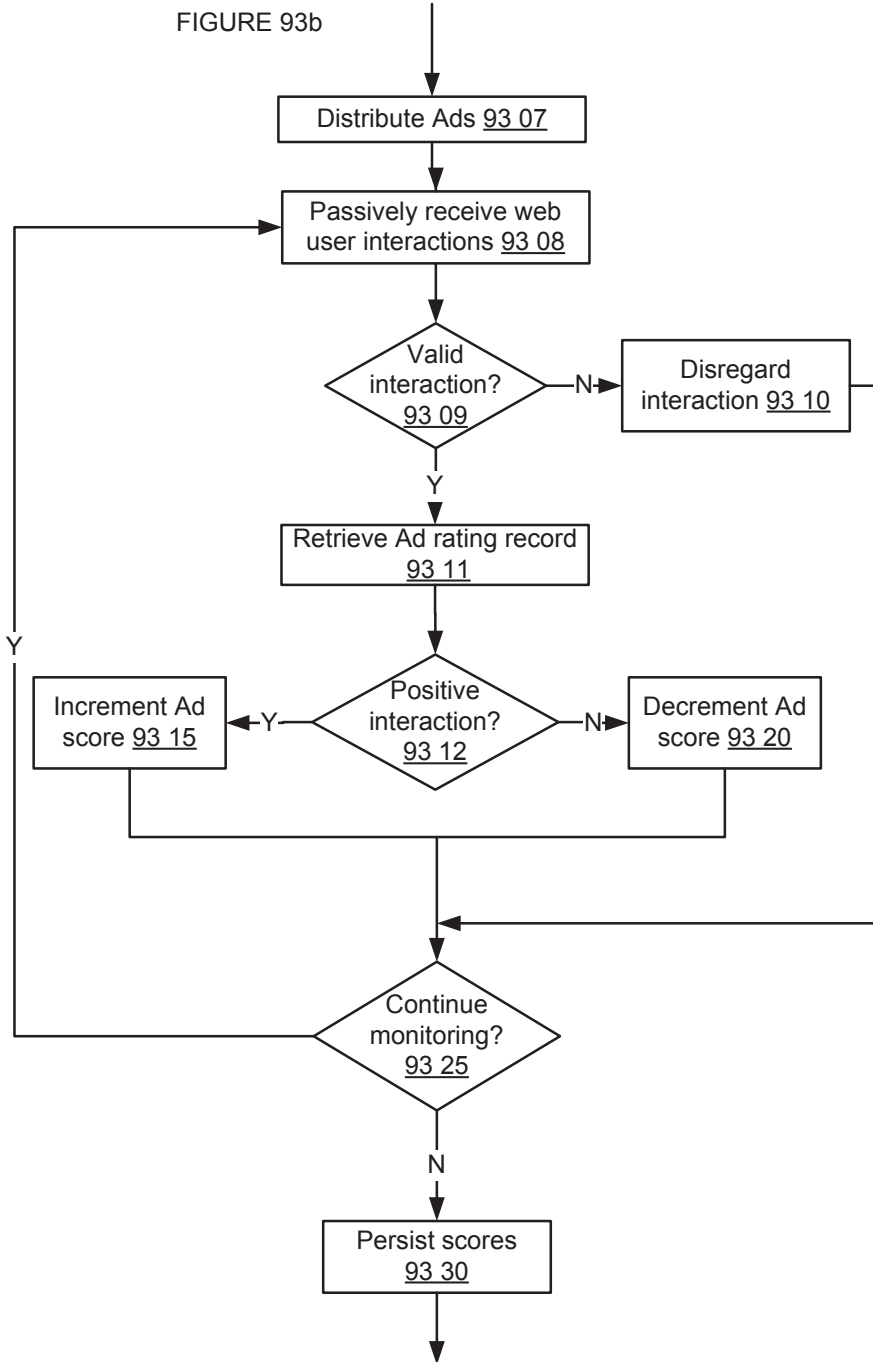 FIGURE 93b
Distribute Ads 93 07
Passively receive web
user interactions 93 08
Valid
interaction?
93 09
N
Disregard
interaction 93 10
Y
Retrieve Ad rating record
93 11
Y
Increment Ad
score 93 15
Y
Positive
interaction?
93 12
N
Decrement Ad
score 93 20
Continue
monitoring?
93 25
N
Persist scores
93 30